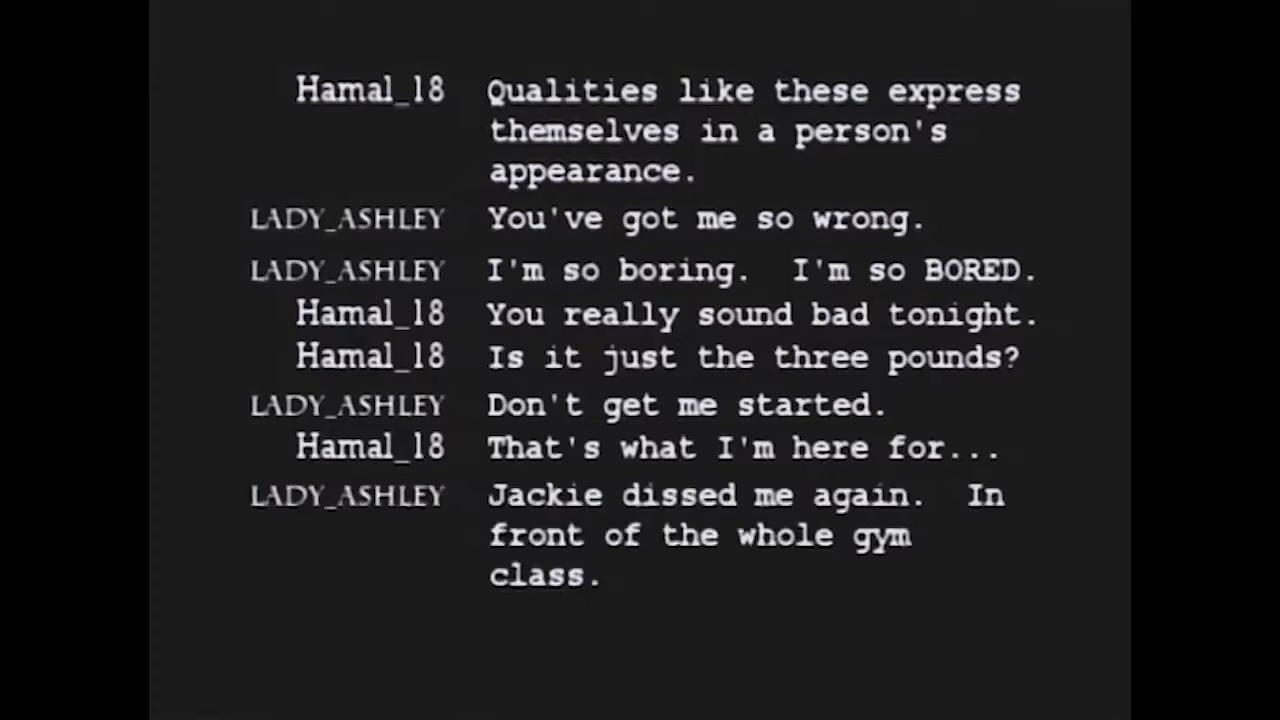 Hamal_18 Qualities like these express
themselves in a person's
appearance.
LADY_ASHLEY You've got me so wrong.
LADY_ASHLEY I'm so boring. I'm so BORED.
Hamal_18 You really sound bad tonight.
Hamal_18 Is it just the three pounds?
LADY_ASHLEY Don't get me started.
Hamal_18 That's what I'm here for...
LADY_ASHLEY Jackie dissed me again. In
front of the whole gym
class.